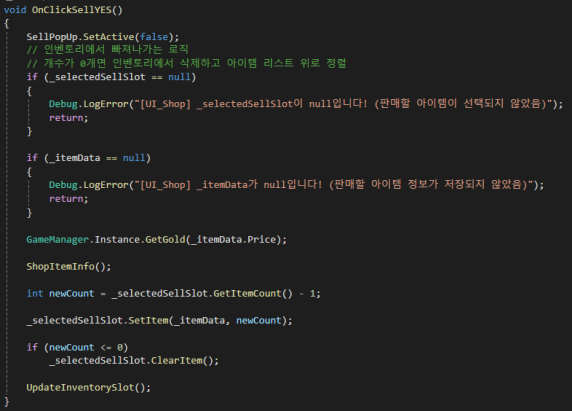 void OnClickSellYES()
{
SellPopUp.SetActive(false);
// 인벤토리에서 빠져나가는 로직
// 개수가 0개면 인벤토리에서 삭제하고 아이템 리스트 위로 정렬
if (_selectedSellSlot == null)
{
Debug.LogError("[UI_Shop] _selectedSellSlot이 null입니다! (판매할 아이템이 선택되지 않았음)");
return;
}
if (_itemData == null)
{
Debug.LogError("[UI_Shop] _itemData가 null입니다! (판매할 아이템 정보가 저장되지 않았음)");
return;
}
GameManager.Instance.GetGold(_itemData.Price);
ShopItemInfo();
int newCount = _selectedSellSlot.GetItemCount() - 1;
_selectedSellSlot.SetItem(_itemData, newCount);
if (newCount <= 0)
_selectedSellSlot.ClearItem();
UpdateInventorySlot();
}